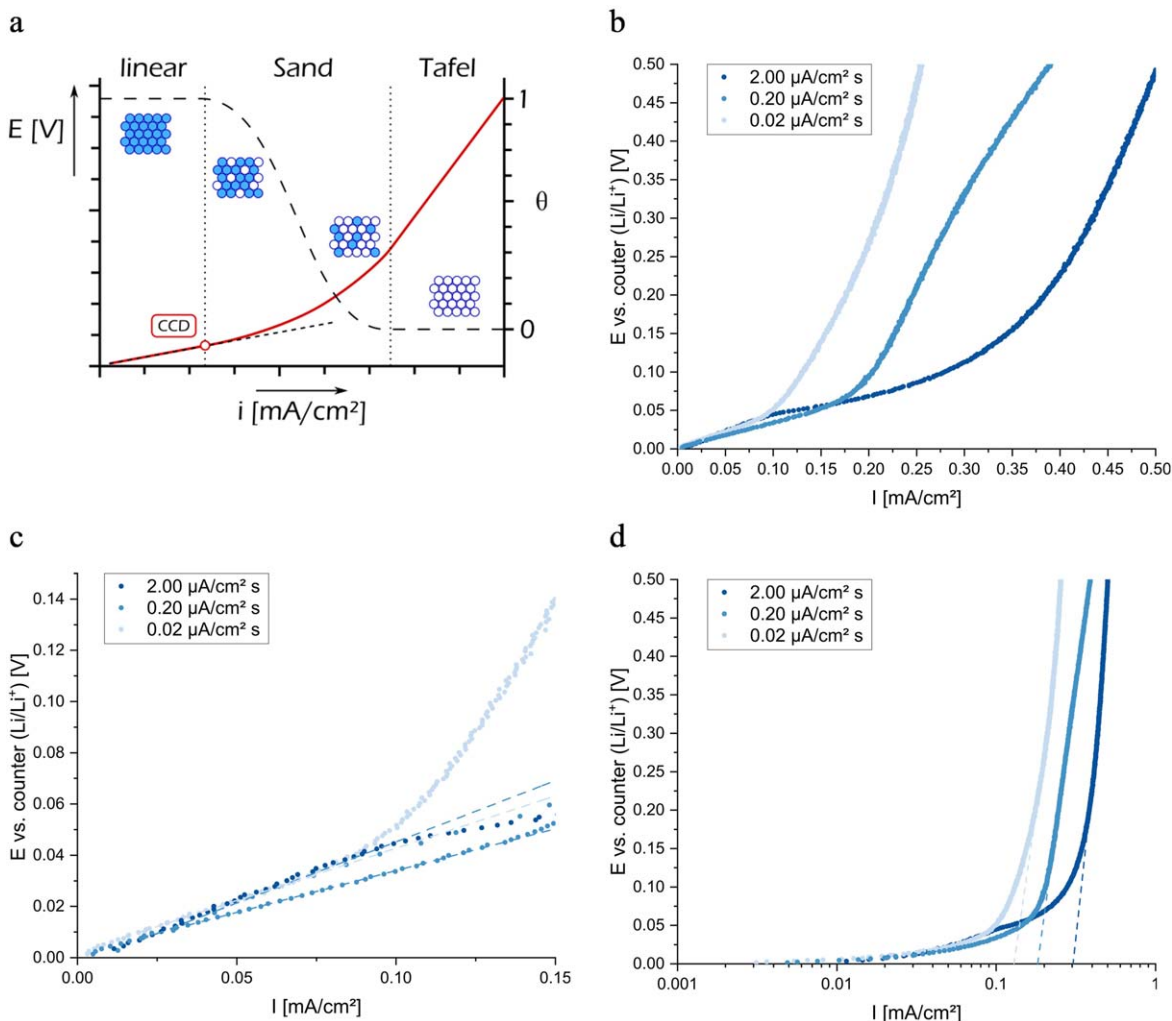 a
linear Sand Tafel
E [V]
1
θ
CCD
0
i [mA/cm²]
b
2.00 µA/cm² s
0.20 µA/cm² s
0.02 µA/cm² s
E vs. couter (Li/Li⁺) [V]
0.50
0.45
0.40
0.35
0.30
0.25
0.20
0.15
0.10
0.05
0.00
0.00 0.05 0.10 0.15 0.20 0.25 0.30 0.35 0.40 0.45 0.50
I [mA/cm²]
c
2.00 µA/cm² s
0.20 µA/cm² s
0.02 µA/cm² s
E vs. counter (Li/Li⁺) [V]
0.14
0.12
0.10
0.08
0.06
0.04
0.02
0.00
0.00 0.05 0.10 0.15
I [mA/cm²]
d
2.00 µA/cm² s
0.20 µA/cm² s
0.02 µA/cm² s
E vs. counter (Li/Li⁺) [V]
0.50
0.45
0.40
0.35
0.30
0.25
0.20
0.15
0.10
0.05
0.00
0.001 0.01 0.1 1
I [mA/cm²]